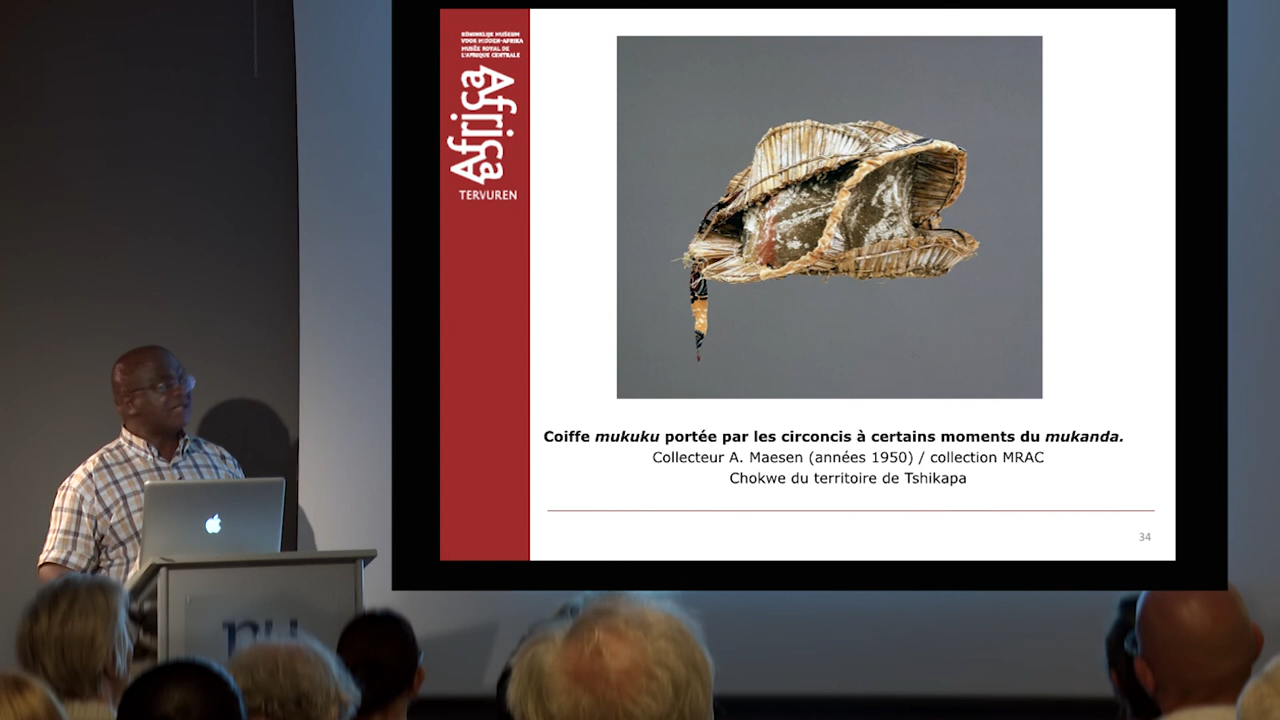 KONINKLIJK MUSEUM
VOOR MIDDEN-AFRIKA
MUSÉE ROYAL DE
L'AFRIQUE CENTRALE
Africa
Africa
TERVUREN
Coiffe mukuku portée par les circoncis à certains moments du mukanda.
Collecteur A. Maesen (années 1950) / collection MRAC
Chokwe du territoire de Tshikapa
34